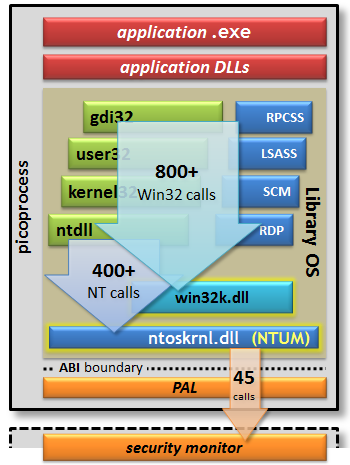 application .exe
application DLLs
gdi32
RPCSS
user32
LSASS
800+
Win32 calls
kernel32
SCM
ntdll
RDP
400+
NT calls
win32k.dll
ntoskrnl.dll (NTUM)
picoprocess
Library OS
ABI boundary
PAL
45
calls
security monitor